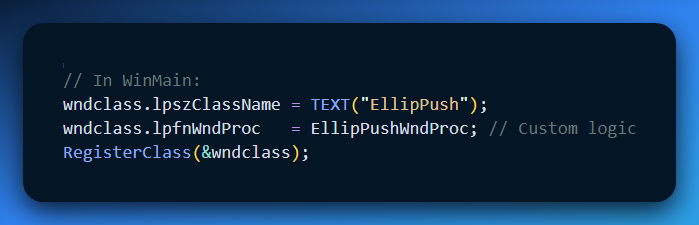 // In WinMain:
wndclass.lpszClassName = TEXT("EllipPush");
wndclass.lpfnWndProc   = EllipPushWndProc; // Custom logic
RegisterClass(&wndclass);